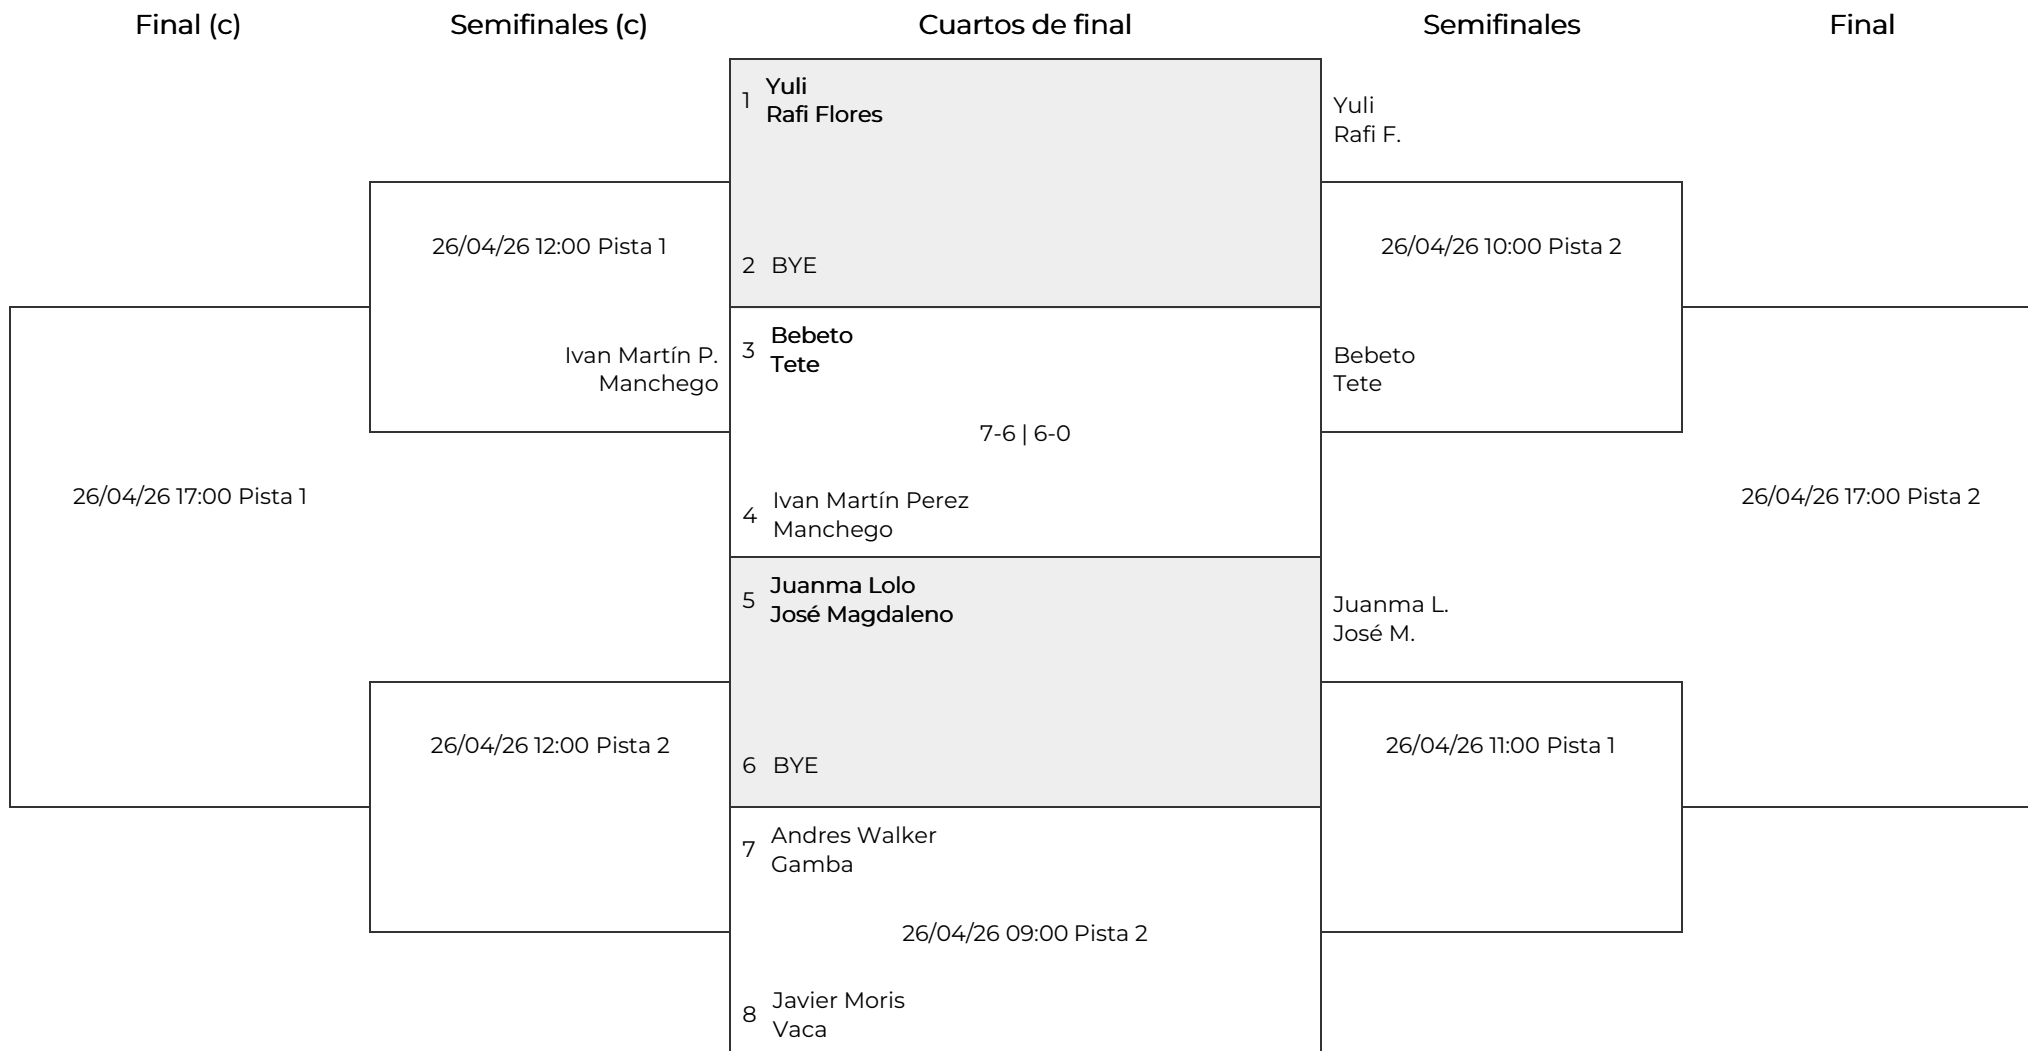 Final (c)
Semifinales (c)
Cuartos de final
Semifinales
Final
1
Yuli
Rafi Flores
2 BYE
3
Bebeto
Tete
7-6 | 6-0
4
Ivan Martín Perez
Manchego
5
Juanma Lolo
José Magdaleno
6 BYE
7
Andres Walker
Gamba
26/04/26 09:00 Pista 2
8
Javier Moris
Vaca
26/04/26 12:00 Pista 1
Ivan Martín P.
Manchego
26/04/26 12:00 Pista 2
26/04/26 17:00 Pista 1
Yuli
Rafi F.
26/04/26 10:00 Pista 2
Bebeto
Tete
Juanma L.
José M.
26/04/26 11:00 Pista 1
26/04/26 17:00 Pista 2